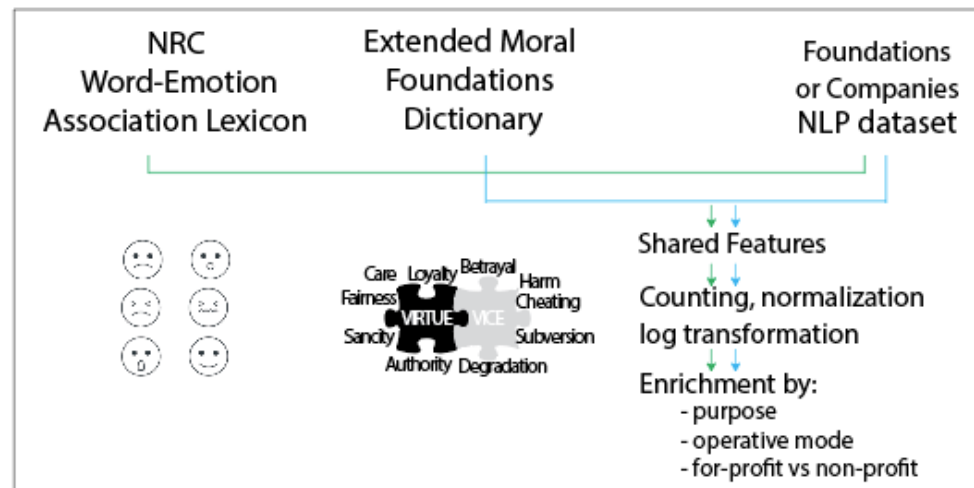 NRC
Word-Emotion
Association Lexicon
Extended Moral
Foundations
Dictionary
Foundations
or Companies
NLP dataset
Shared Features
Counting, normalization
log transformation
Enrichment by:
- purpose
- operative mode
- for-profit vs non-profit
Care
Loyalty
Betrayal
Harm
Fairness
Cheating
VIRTUE
VICE
Sancity
Subversion
Authority
Degradation